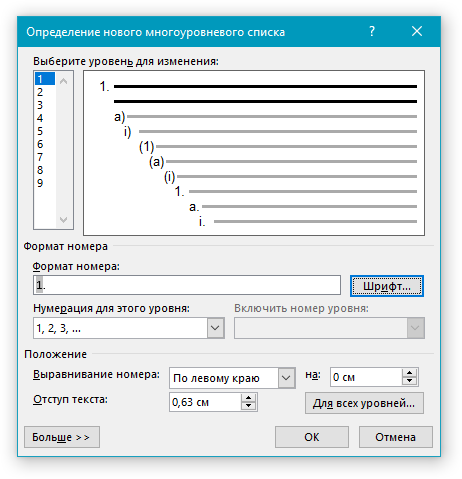 Определение нового многоуровневого списка ?
Выберите уровень для изменения:
1
2
3
4
5
6
7
8
9
1.
a)
i)
(1)
(a)
(i)
1.
a.
i.
Формат номера
Формат номера:
1.
Шрифт...
Нумерация для этого уровня: Включить номер уровня:
1, 2, 3, ...
Положение
Выравнивание номера: По левому краю на: 0 см
Отступ текста: 0,63 см Для всех уровней...
Больше >> ОК Отмена